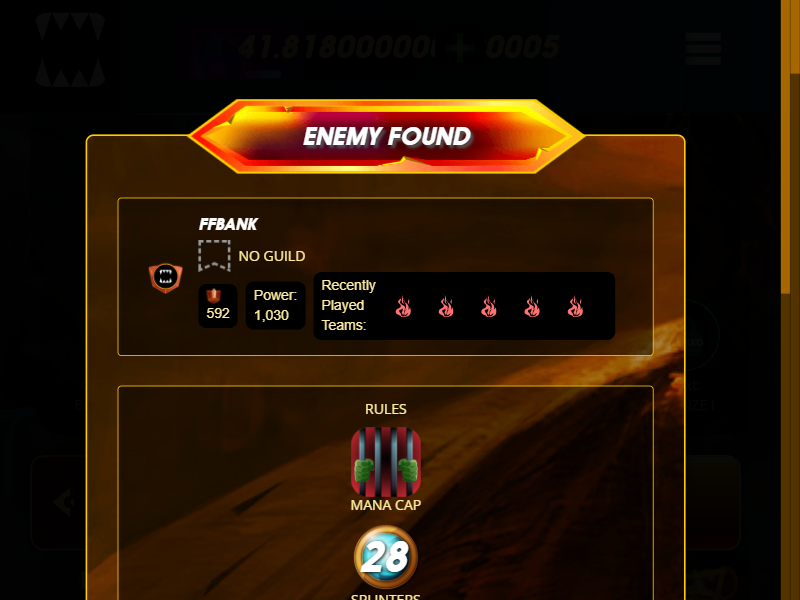 41.81800000 0005
ENEMY FOUND
FFBANK
NO GUILD
592
Power:
1,030
Recently
Played
Teams:
RULES
MANA CAP
28
SPLINTERS